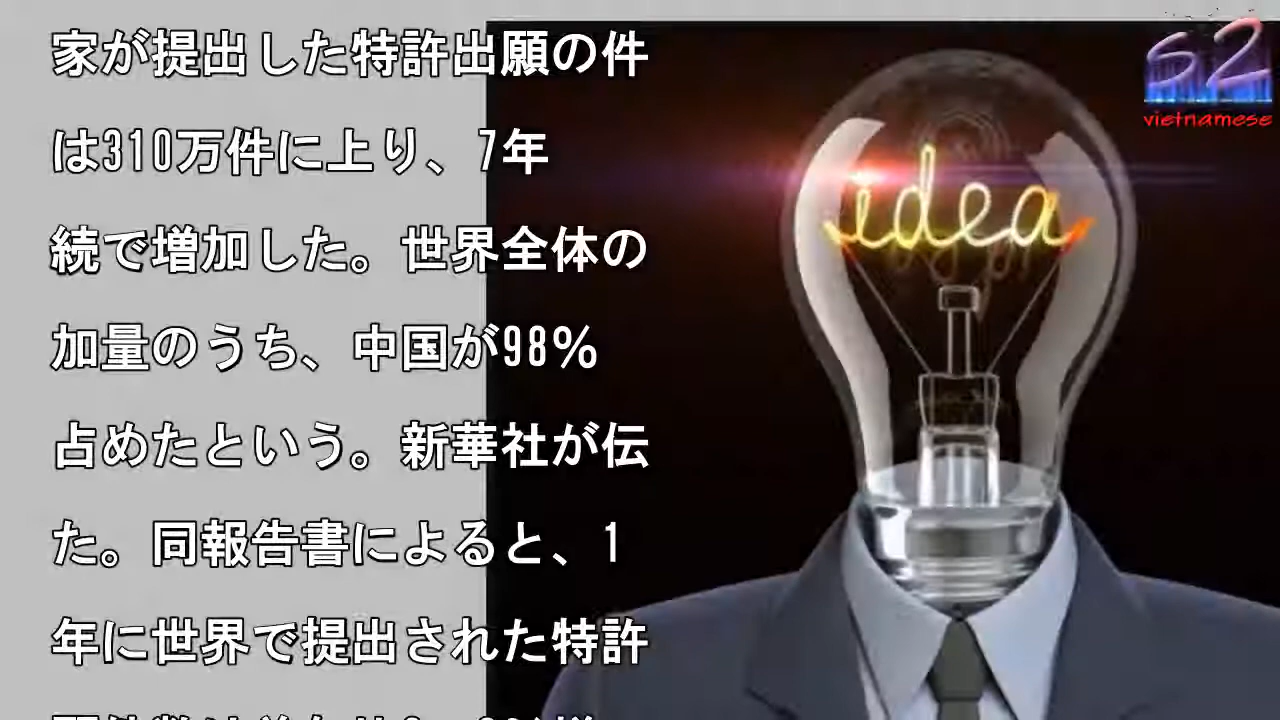 家が提出した特許出願の件
は310万件に上り、7年
続で増加した。世界全体の
加量のうち、中国が98％
占めたという。新華社が伝
た。同報告書によると、1
年に世界で提出された特許
idea
S2
vietnamese